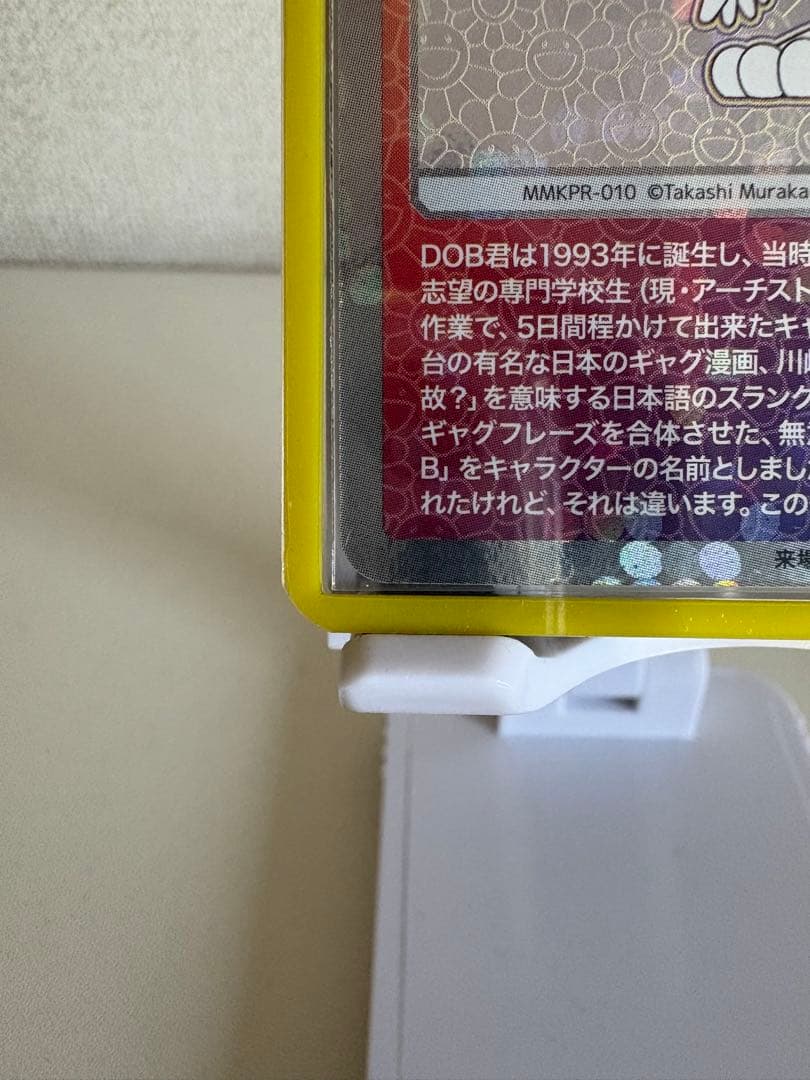 MMKPR-010 ©Takashi Muraka
DOB君は1993年に誕生し、当時
志望の専門学校生（現・アーチスト
作業で、5日間程かけて出来たキャ
台の有名な日本のギャグ漫画、川崎
故？」を意味する日本語のスラング
ギャグフレーズを合体させた、無
B」をキャラクターの名前としまし
れたけれど、それは違います。この
来場